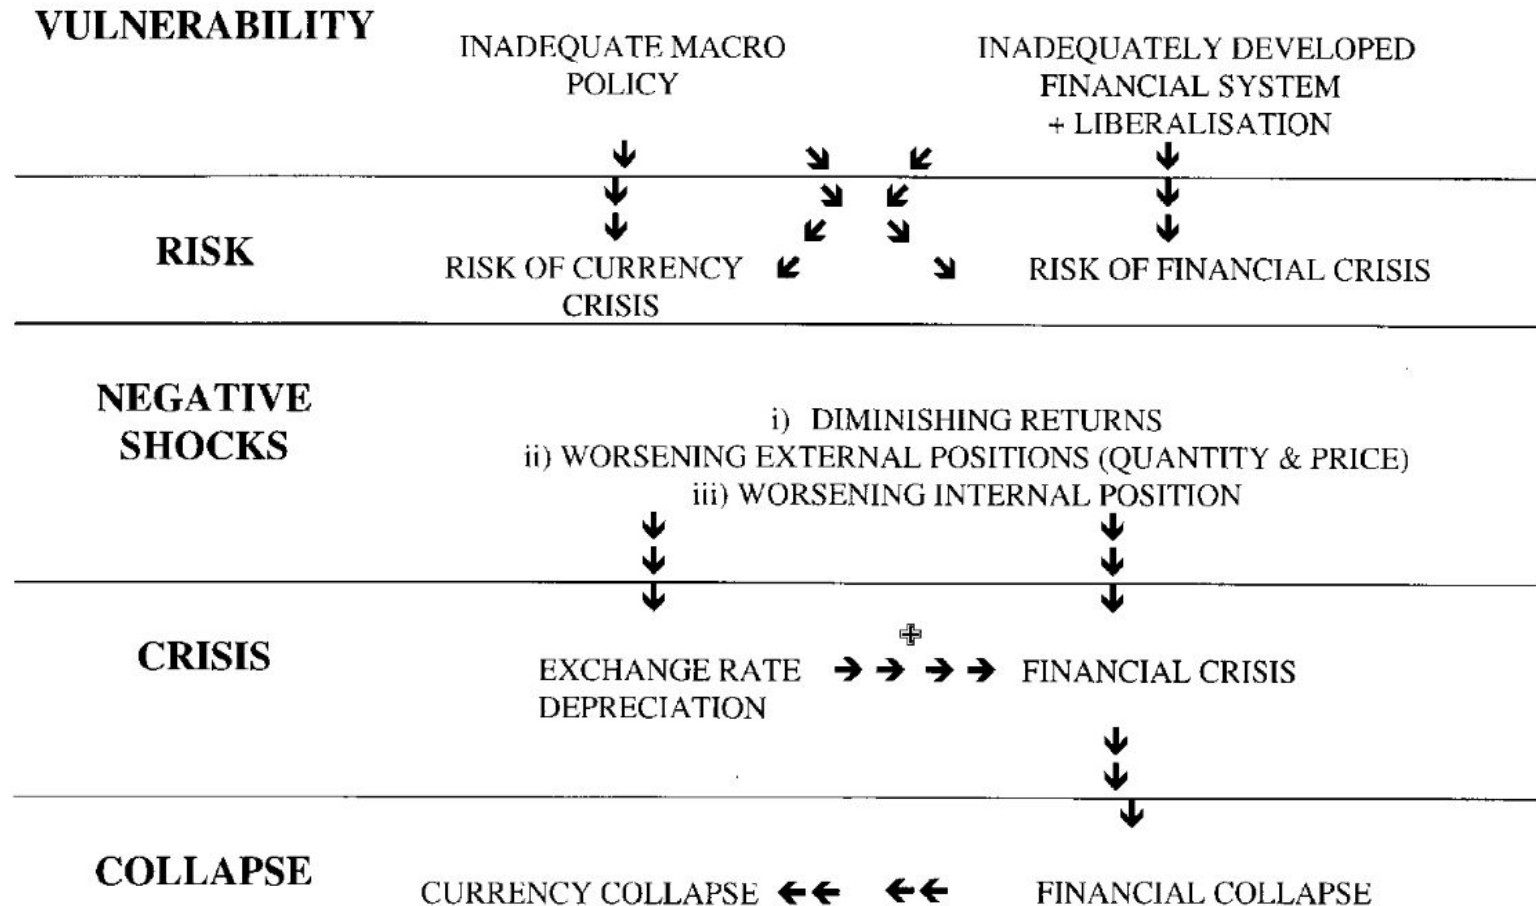 VULNERABILITY
INADEQUATE MACRO
POLICY
INADEQUATELY DEVELOPED
FINANCIAL SYSTEM
+ LIBERALISATION
RISK
RISK OF CURRENCY
CRISIS
RISK OF FINANCIAL CRISIS
NEGATIVE
SHOCKS
i) DIMINISHING RETURNS
ii) WORSENING EXTERNAL POSITIONS (QUANTITY & PRICE)
iii) WORSENING INTERNAL POSITION
CRISIS
EXCHANGE RATE
DEPRECIATION
FINANCIAL CRISIS
COLLAPSE
CURRENCY COLLAPSE
FINANCIAL COLLAPSE